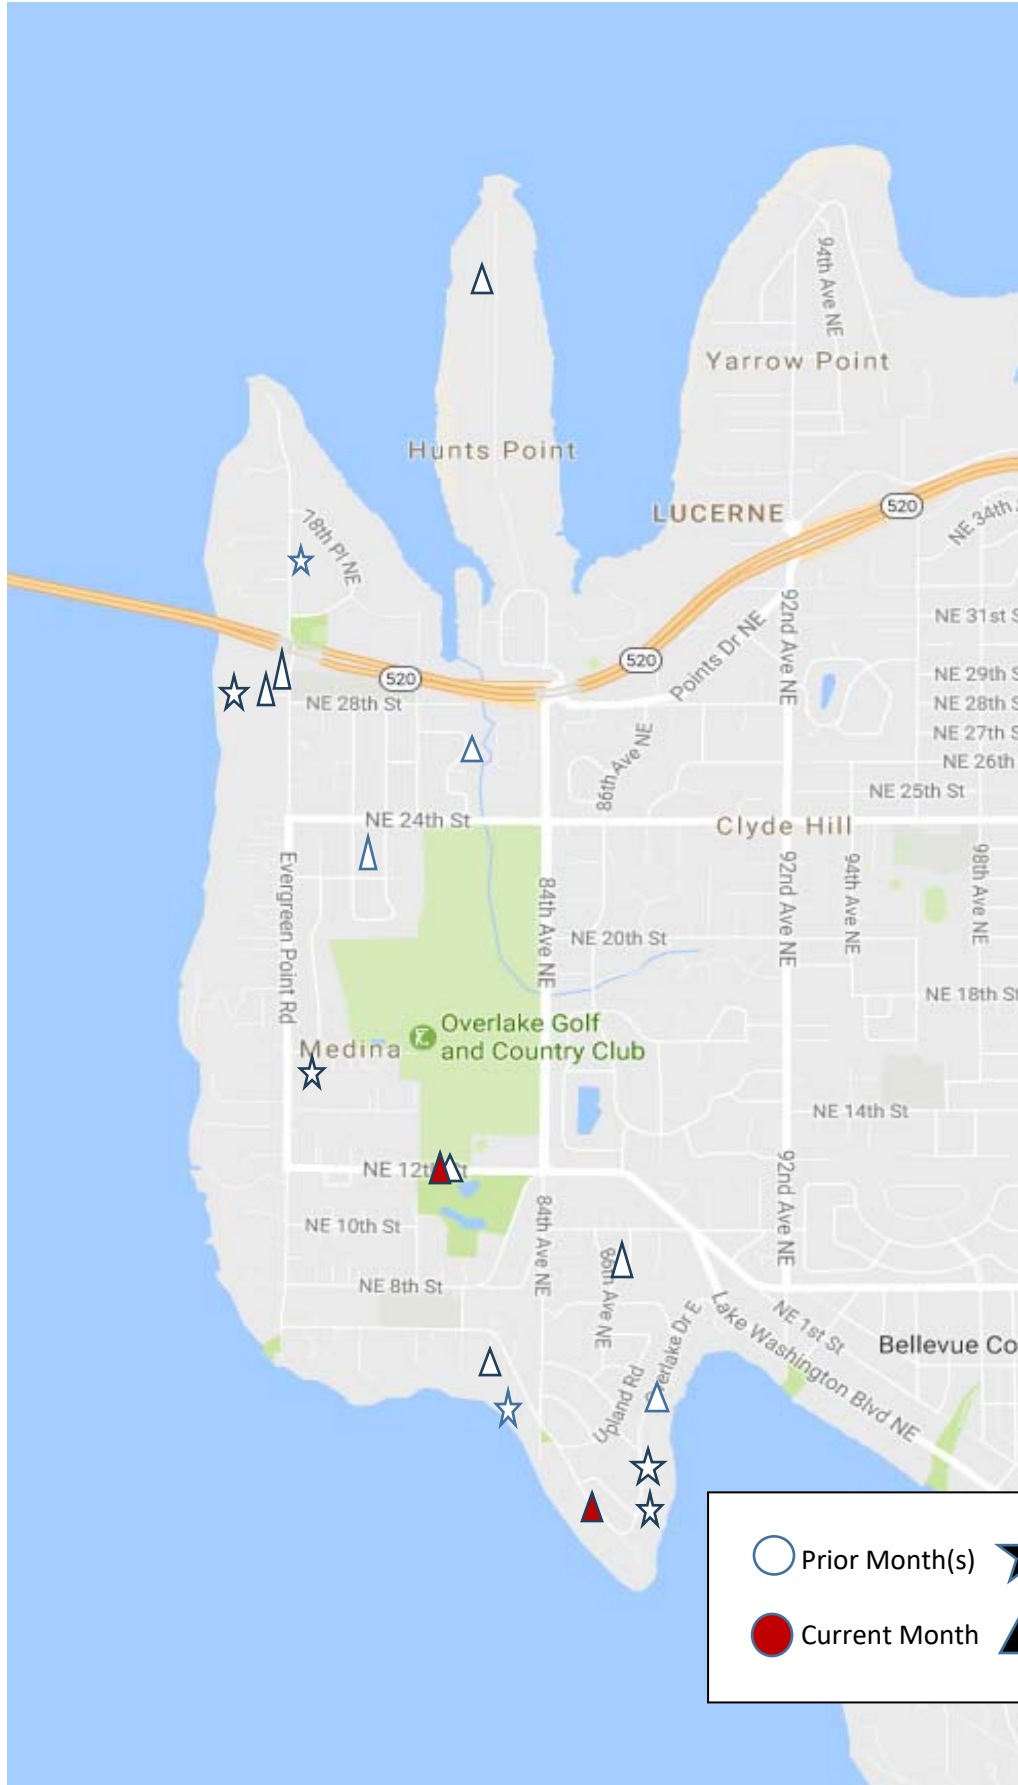 94th Ave NE
Yarrow Point
Hunts Point
LUCERNE
520
NE 34th
78th Pl NE
NE 31st S
92nd Ave NE
Points Dr NE
520
520
NE 29th S
NE 28th St
NE 28th S
86th Ave NE
NE 27th S
NE 26th
NE 25th St
NE 24th St
Clyde Hill
Evergreen Point Rd
84th Ave NE
92nd Ave NE
94th Ave NE
98th Ave NE
NE 20th St
NE 18th St
Overlake Golf
and Country Club
Medina
NE 14th St
NE 12th St
92nd Ave NE
84th Ave NE
NE 10th St
86th Ave NE
NE 8th St
Lake Washington Blvd NE
NE 1st St
Overlake Dr E
Bellevue Co
Upland Rd
Prior Month(s)
Current Month